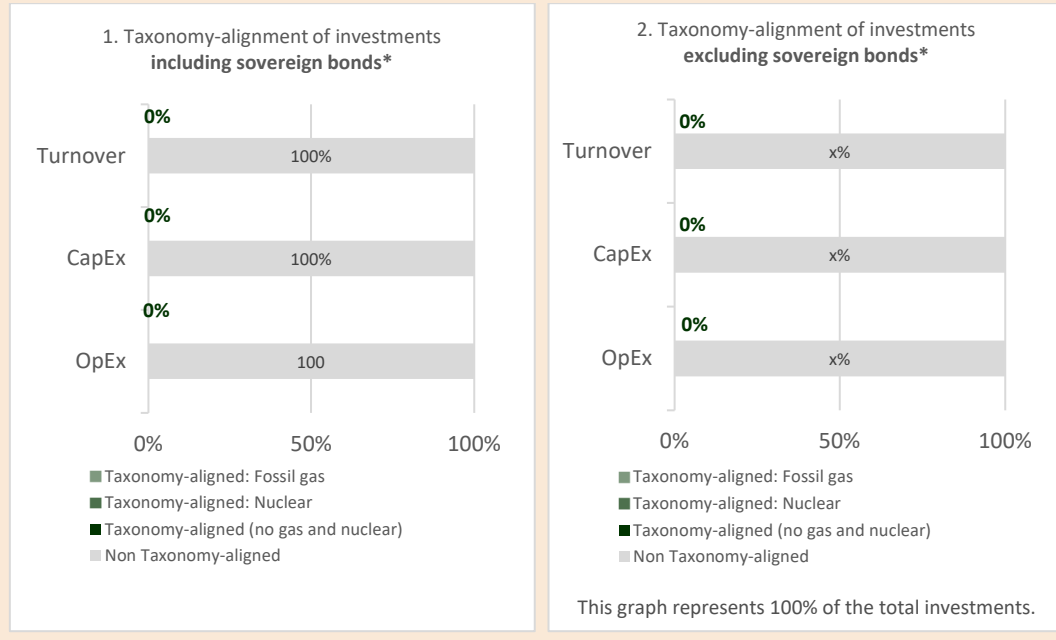 1. Taxonomy-alignment of investments
including sovereign bonds*
0%
Turnover
100%
0%
CapEx
100%
0%
OpEx
100
0%
50%
100%
Taxonomy-aligned: Fossil gas
Taxonomy-aligned: Nuclear
Taxonomy-aligned (no gas and nuclear)
Non Taxonomy-aligned
2. Taxonomy-alignment of investments
excluding sovereign bonds*
0%
Turnover
x%
0%
CapEx
x%
0%
OpEx
x%
0%
50%
100%
Taxonomy-aligned: Fossil gas
Taxonomy-aligned: Nuclear
Taxonomy-aligned (no gas and nuclear)
Non Taxonomy-aligned
This graph represents 100% of the total investments.